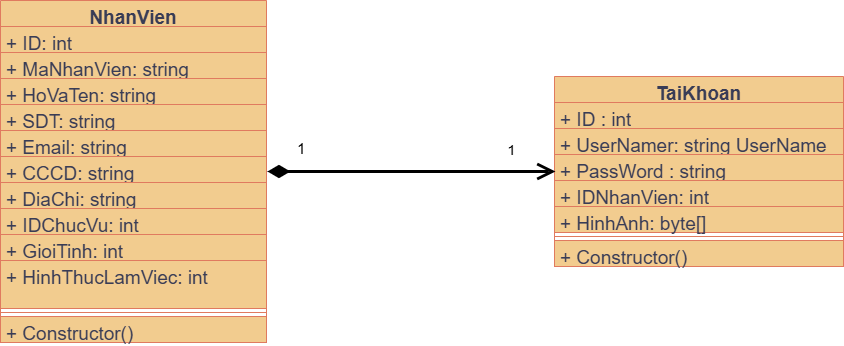 NhanVien
+ ID: int
+ MaNhanVien: string
+ HoVaTen: string
+ SDT: string
+ Email: string
+ CCCD: string
+ DiaChi: string
+ IDChucVu: int
+ GioiTinh: int
+ HinhThucLamViec: int
+ Constructor()
1
1
TaiKhoan
+ ID : int
+ UserNamer: string UserName
+ PassWord : string
+ IDNhanVien: int
+ HinhAnh: byte[]
+ Constructor()